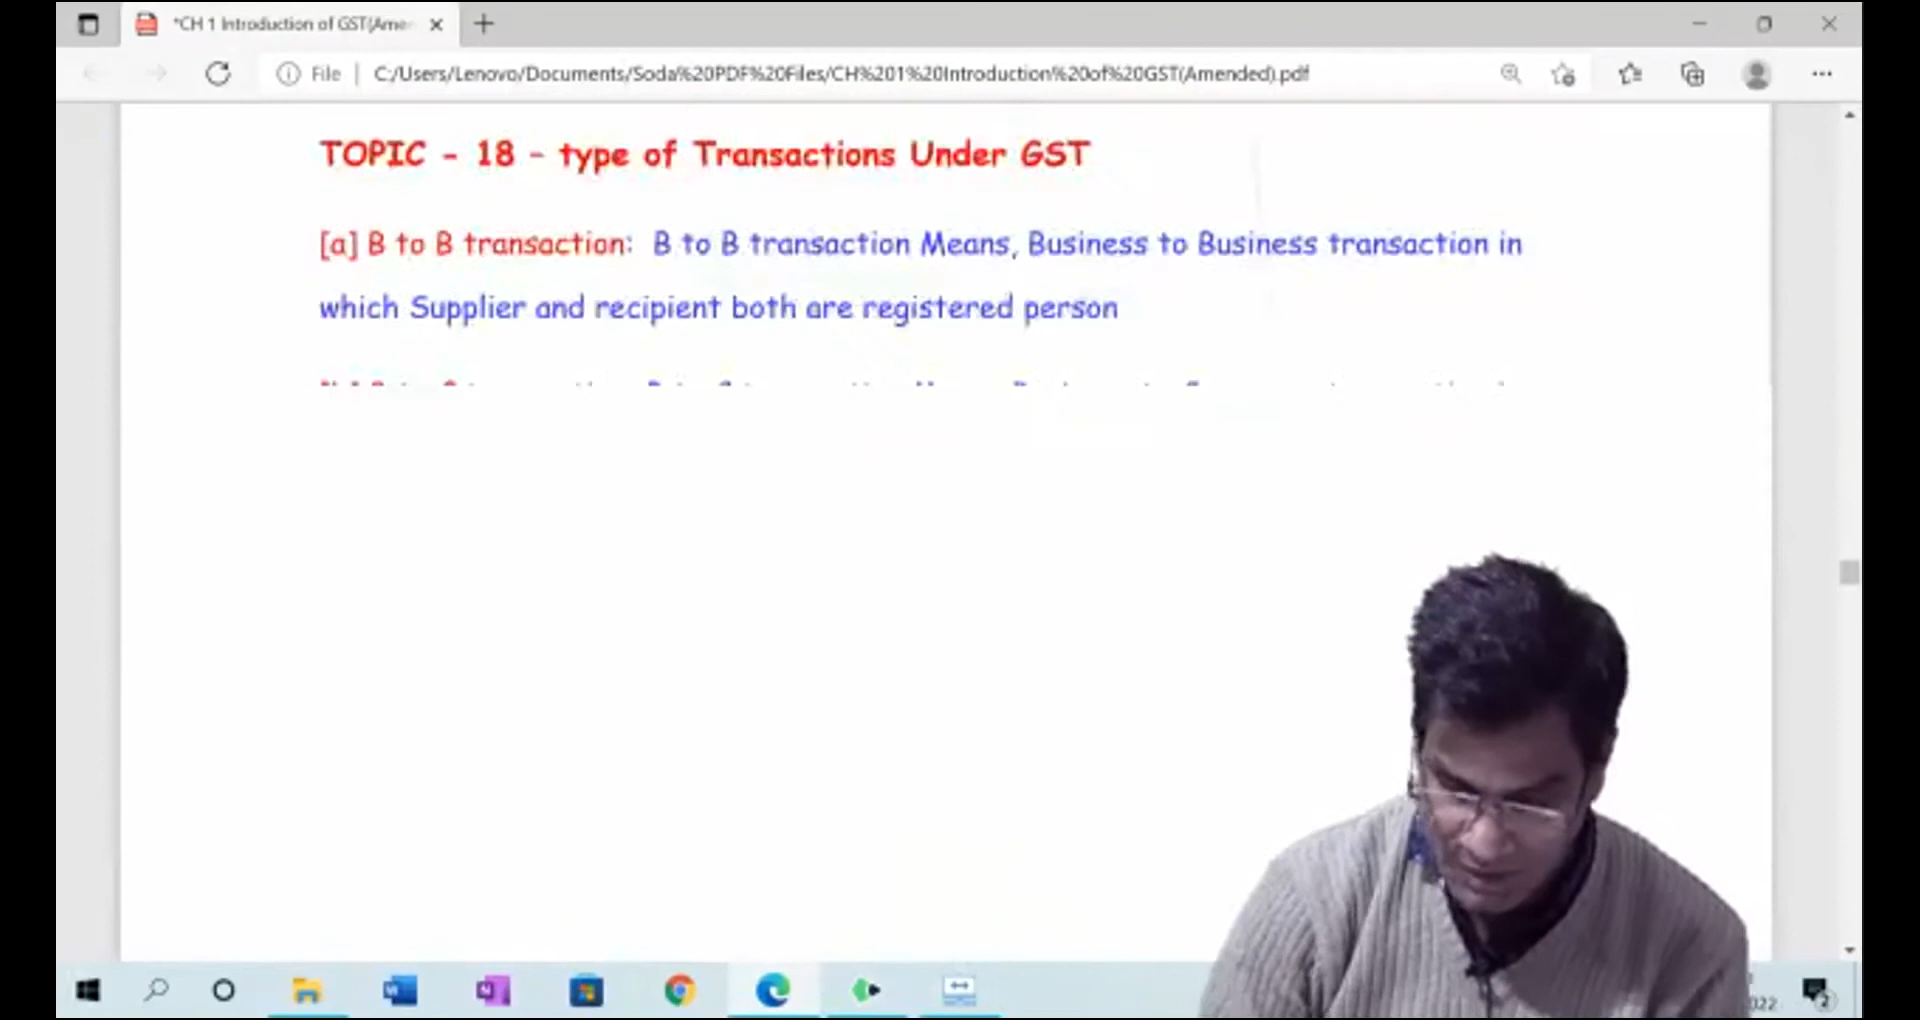 *CH 1 Introduction of GST(Ame
File
C:/Users/Lenovo/Documents/Soda%20PDF%20Files/CH%201%20Introduction%20of%20GST(Amended).pdf
TOPIC - 18 - type of Transactions Under GST
[a] B to B transaction: B to B transaction Means, Business to Business transaction in
which Supplier and recipient both are registered person
022
2